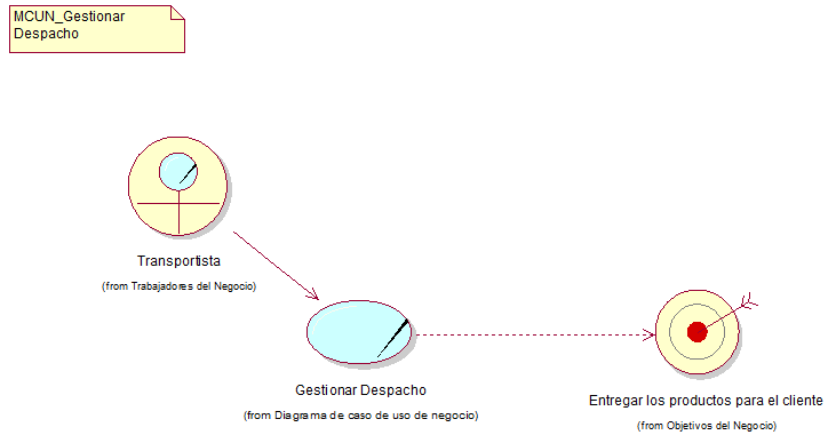 MCUN_Gestionar
Despacho
Transportista
(from Trabajadores del Negocio)
Gestionar Despacho
(from Diagrama de caso de uso de negocio)
Entregar los productos para el cliente
(from Objetivos del Negocio)